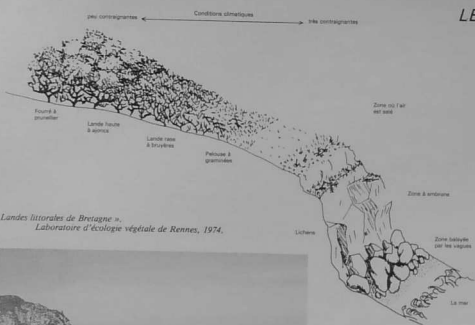 LE
Conditions climatiques
peu contraignantes
très contraignantes
Zone où l'air
est salé
Fourré à
prunellier
Lande haute
à ajoncs
Lande rase
à bruyères
Pelouse à
graminées
Zone à embruns
Lichens
Zone balayée
par les vagues
La mer
Landes littorales de Bretagne »,
Laboratoire d'écologie végétale de Rennes, 1974.